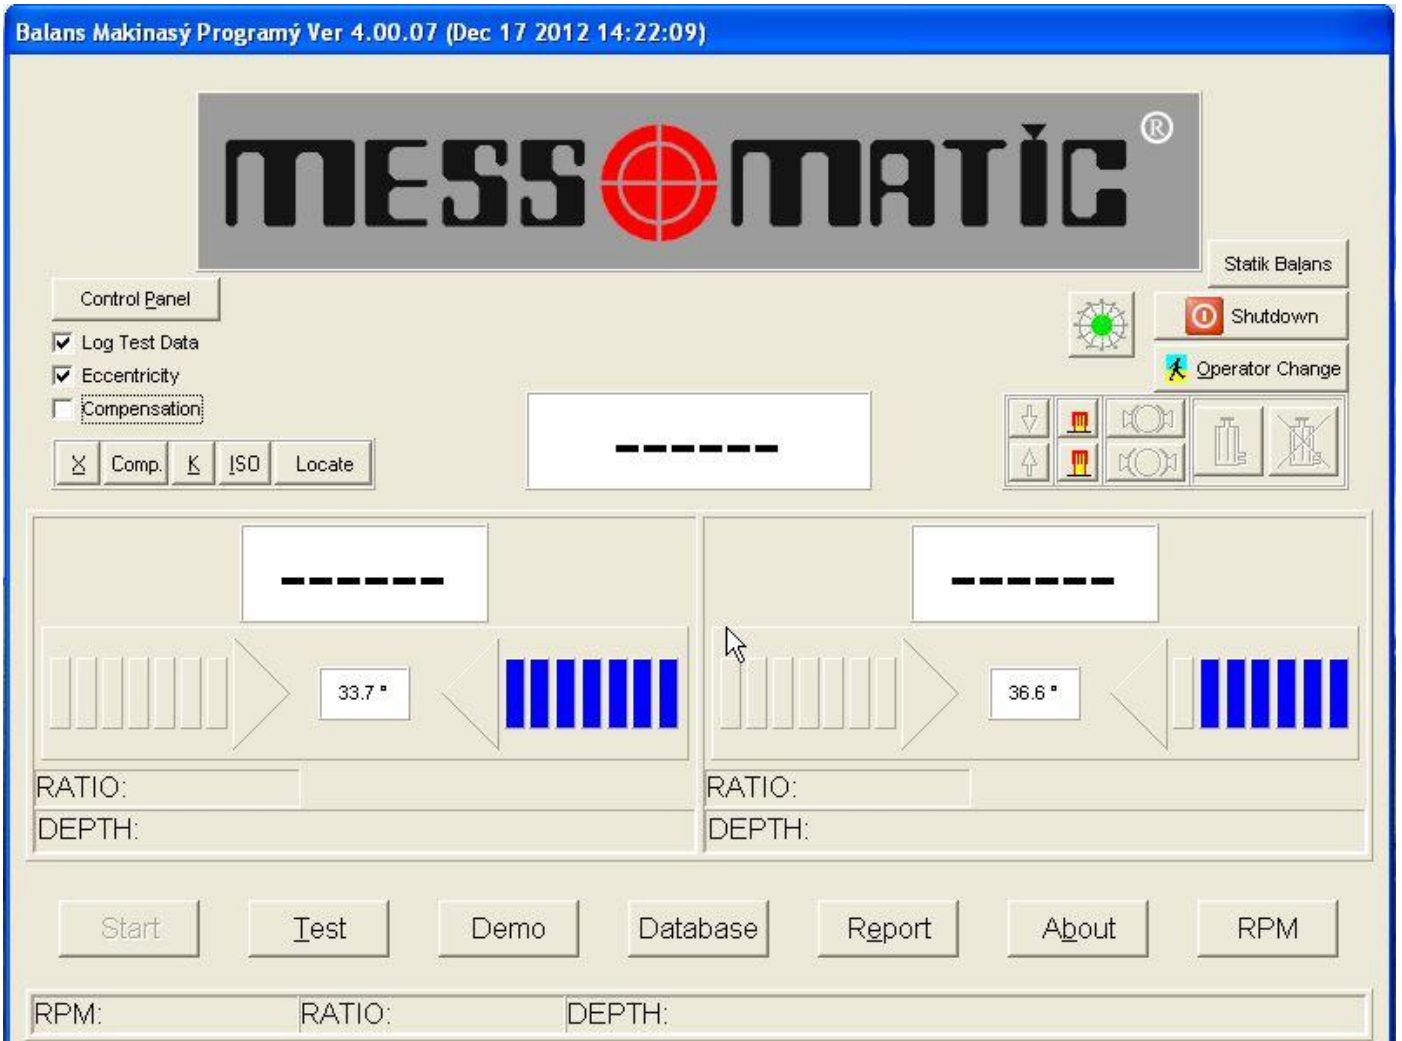 Balans Makinasý Programý Ver 4.00.07 (Dec 17 2012 14:22:09)
MESSOMATİC ®
Statik Balans
Control Panel
Shutdown
Log Test Data
Operator Change
Eccentricity
Compensation
------
X Comp. K ISO Locate
------ ------
33.7 ° 36.6 °
RATIO: RATIO:
DEPTH: DEPTH:
Start Test Demo Database Report About RPM
RPM: RATIO: DEPTH: